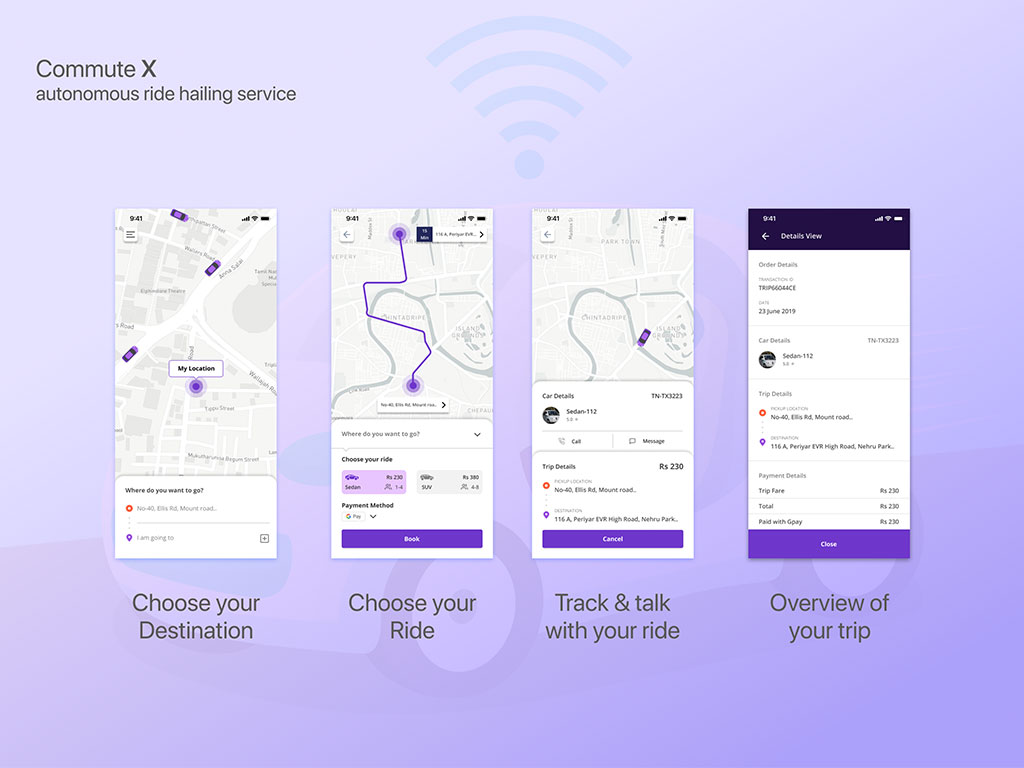 Commute X
autonomous ride hailing service
9:41
Walters Road
Anna Salai
Elphinstone Theatre
My Location
Tippu Street
Mukutharunnisa Begum Street
Where do you want to go?
No-40, Ellis Rd, Mount road..
I am going to
Choose your
Destination
9:41
15
Min
116 A, Periyar EVR...
VEPERY
CHINTADRIPE
ISLAND
GROUNDS
No-40, Ellis Rd, Mount roa..
CHEPAU
Where do you want to go?
Choose your ride
Rs 230
Sedan
1-4
Rs 380
SUV
4-8
Payment Method
G Pay
Book
Choose your
Ride
9:41
PARK TOWN
VEPERY
CHINTADRIPE
ISLAND
GROUNDS
Car Details
TN-TX3223
Sedan-112
5.0
Call
Message
Trip Details
Rs 230
PICKUP LOCATION
No-40, Ellis Rd, Mount road..
DESTINATION
116 A, Periyar EVR High Road, Nehru Park..
Cancel
Track & talk
with your ride
9:41
Details View
Order Details
TRANSACTION ID
TRIP66044CE
DATE
23 June 2019
Car Details
TN-TX3223
Sedan-112
5.0
Trip Details
PICKUP LOCATION
No-40, Ellis Rd, Mount road..
DESTINATION
116 A, Periyar EVR High Road, Nehru Park..
Payment Details
Trip Fare
Rs 230
Total
Rs 230
Paid with Gpay
Rs 230
Close
Overview of
your trip